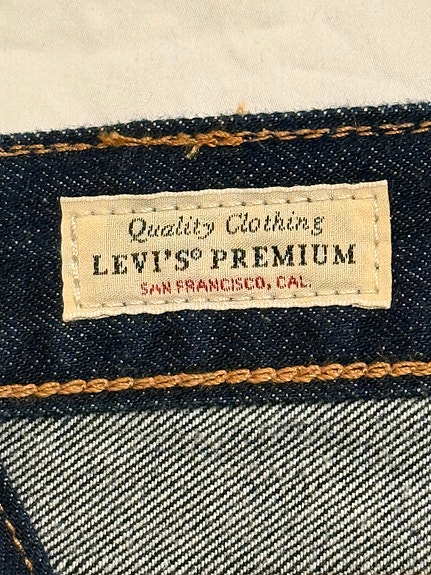 Quality Clothing
LEVI'S® PREMIUM
SAN FRANCISCO, CAL.